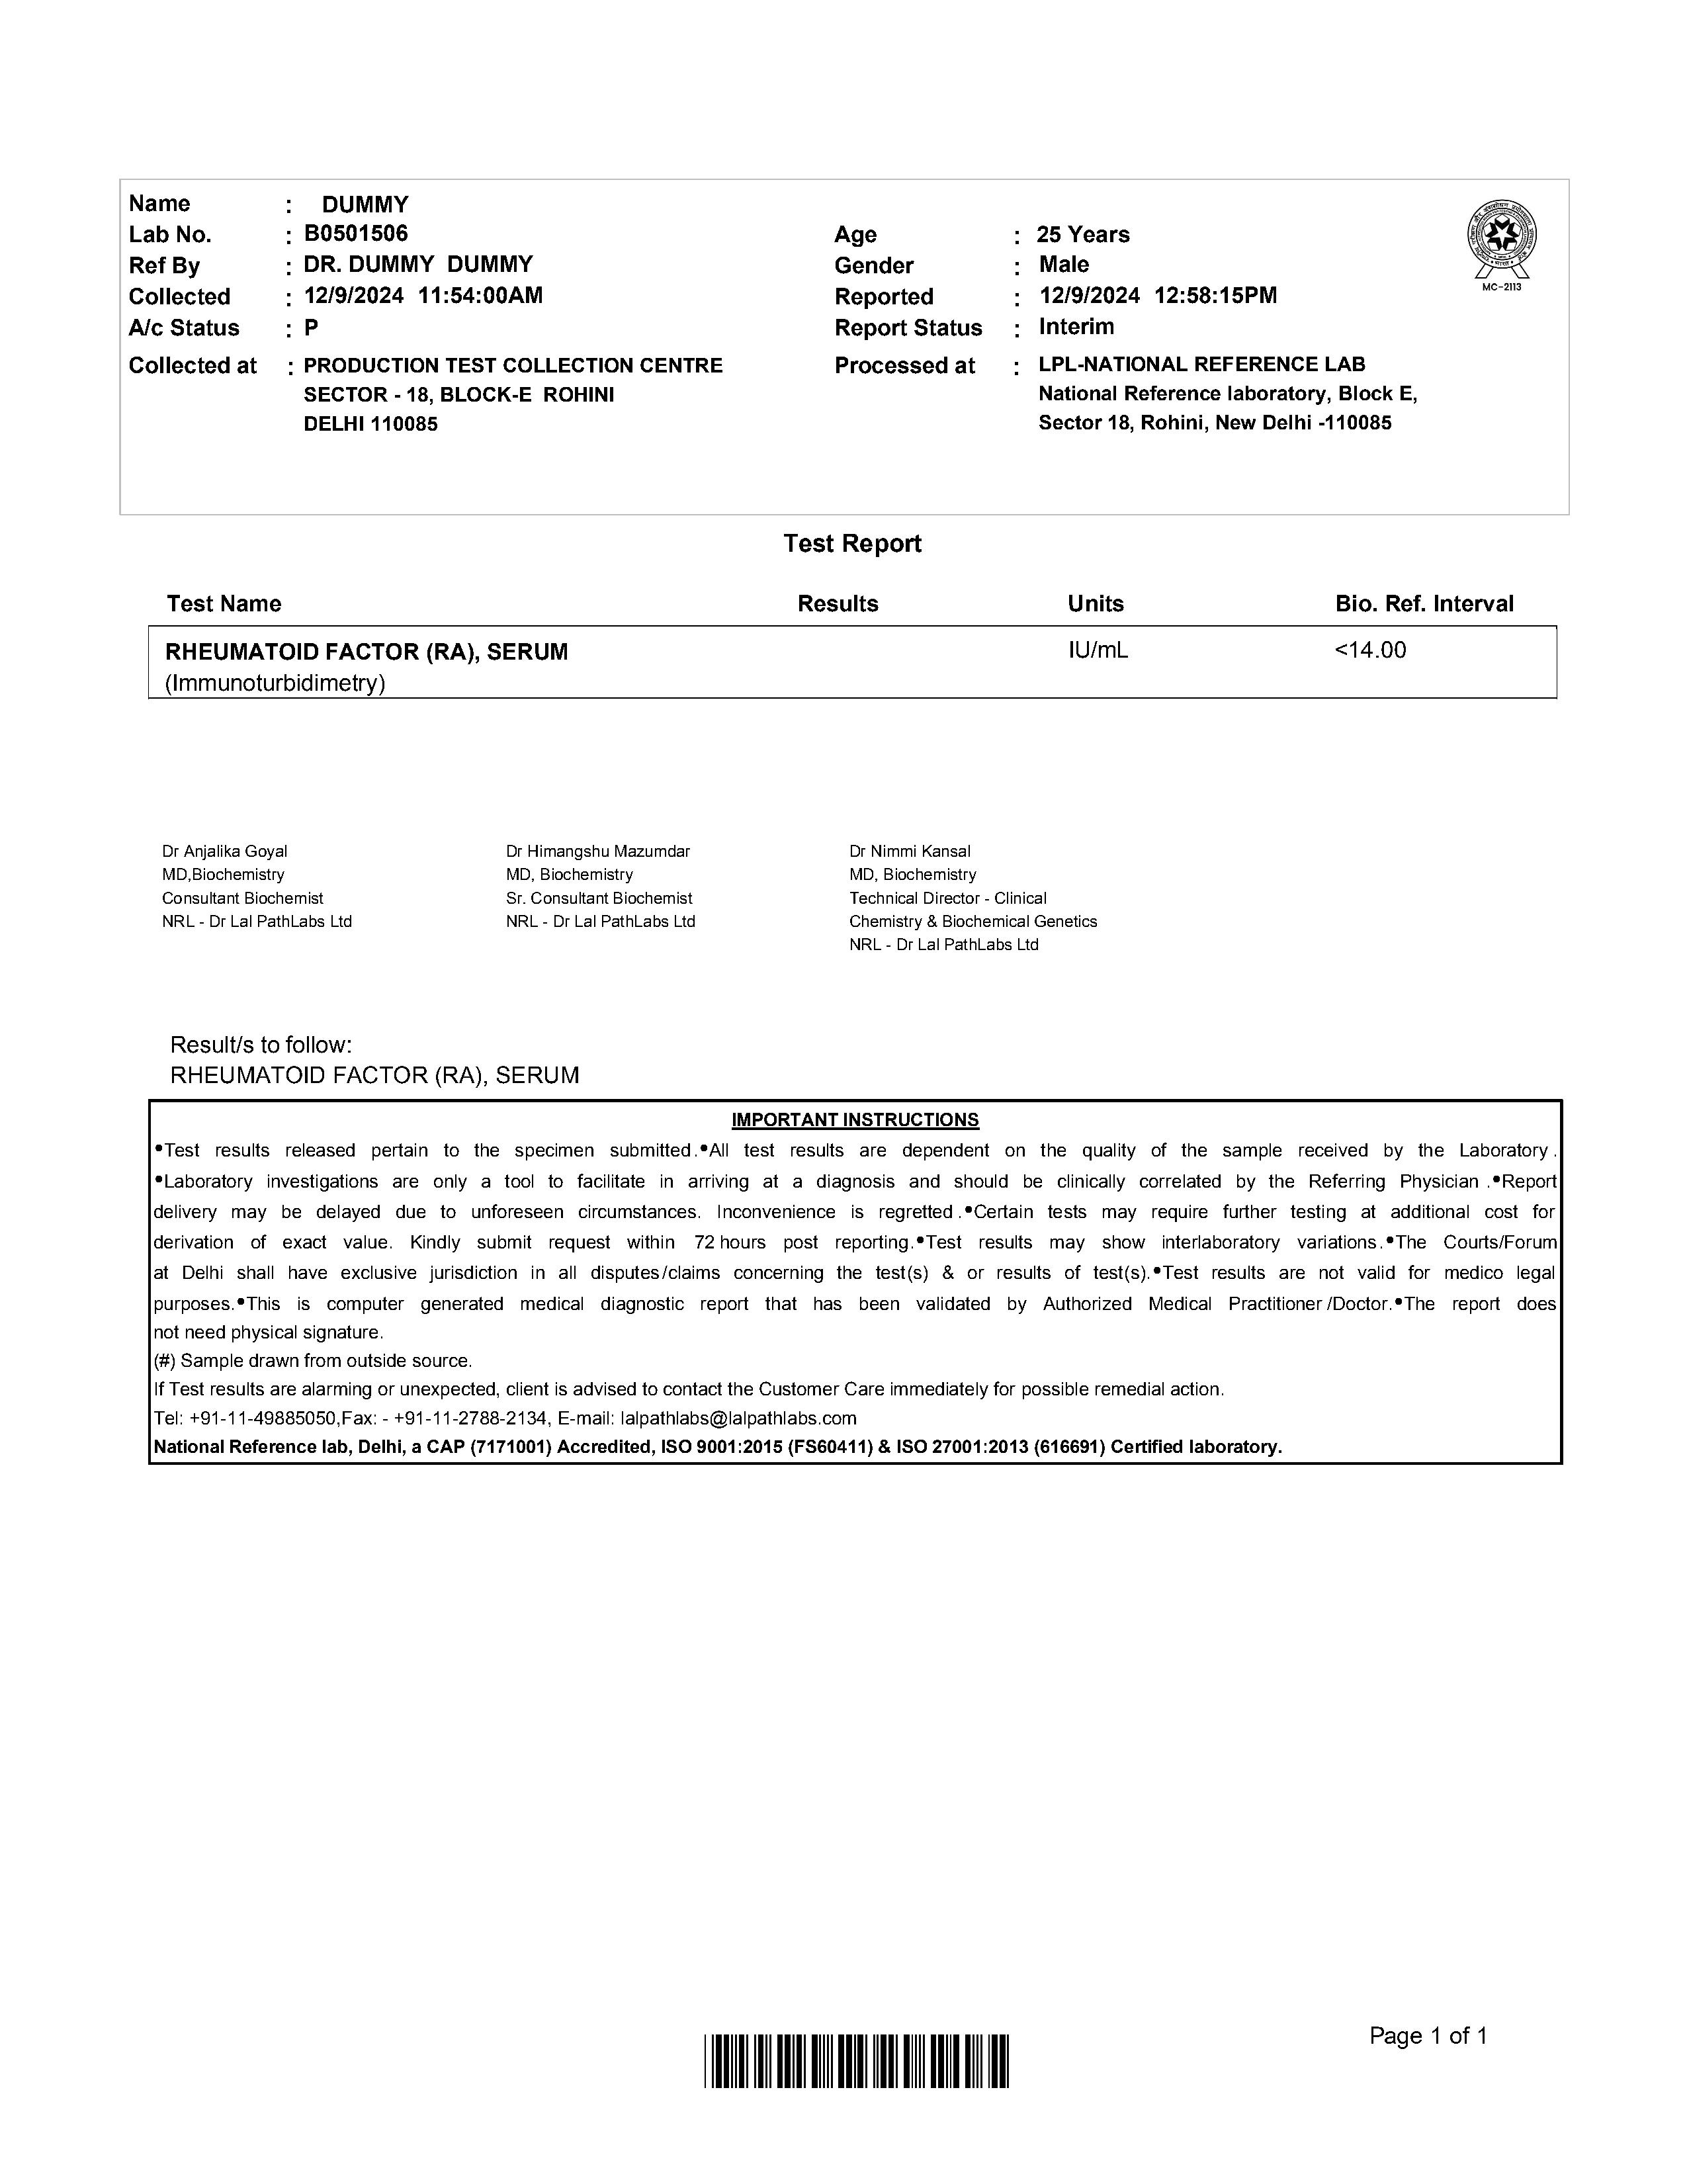 Name : DUMMY
Lab No. : B0501506 Age : 25 Years
Ref By : DR. DUMMY DUMMY Gender : Male
Collected : 12/9/2024 11:54:00AM Reported : 12/9/2024 12:58:15PM
A/c Status : P Report Status : Interim
Collected at : PRODUCTION TEST COLLECTION CENTRE Processed at : LPL-NATIONAL REFERENCE LAB
SECTOR - 18, BLOCK-E ROHINI National Reference laboratory, Block E,
DELHI 110085 Sector 18, Rohini, New Delhi -110085
MC-2113
Test Report
Test Name Results Units Bio. Ref. Interval
RHEUMATOID FACTOR (RA), SERUM IU/mL <14.00
(Immunoturbidimetry)
Dr Anjalika Goyal Dr Himangshu Mazumdar Dr Nimmi Kansal
MD,Biochemistry MD, Biochemistry MD, Biochemistry
Consultant Biochemist Sr. Consultant Biochemist Technical Director - Clinical
NRL - Dr Lal PathLabs Ltd NRL - Dr Lal PathLabs Ltd Chemistry & Biochemical Genetics
NRL - Dr Lal PathLabs Ltd
Result/s to follow:
RHEUMATOID FACTOR (RA), SERUM
IMPORTANT INSTRUCTIONS
•Test results released pertain to the specimen submitted.•All test results are dependent on the quality of the sample received by the Laboratory .
•Laboratory investigations are only a tool to facilitate in arriving at a diagnosis and should be clinically correlated by the Referring Physician .•Report
delivery may be delayed due to unforeseen circumstances. Inconvenience is regretted .•Certain tests may require further testing at additional cost for
derivation of exact value. Kindly submit request within 72 hours post reporting.•Test results may show interlaboratory variations.•The Courts/Forum
at Delhi shall have exclusive jurisdiction in all disputes/claims concerning the test(s) & or results of test(s).•Test results are not valid for medico legal
purposes.•This is computer generated medical diagnostic report that has been validated by Authorized Medical Practitioner/Doctor.•The report does
not need physical signature.
(#) Sample drawn from outside source.
If Test results are alarming or unexpected, client is advised to contact the Customer Care immediately for possible remedial action.
Tel: +91-11-49885050,Fax: - +91-11-2788-2134, E-mail: lalpathlabs@lalpathlabs.com
National Reference lab, Delhi, a CAP (7171001) Accredited, ISO 9001:2015 (FS60411) & ISO 27001:2013 (616691) Certified laboratory.
Page 1 of 1